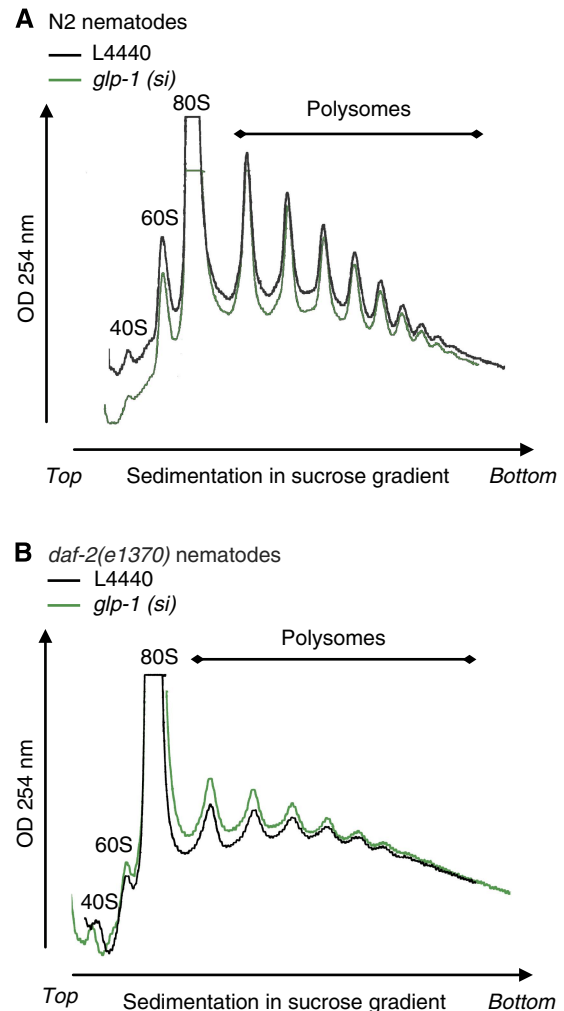 A N2 nematodes
L4440
glp-1 (si)
80S
Polysomes
60S
40S
OD 254 nm
Top Sedimentation in sucrose gradient Bottom
B daf-2(e1370) nematodes
L4440
glp-1 (si)
80S
Polysomes
60S
40S
OD 254 nm
Top Sedimentation in sucrose gradient Bottom